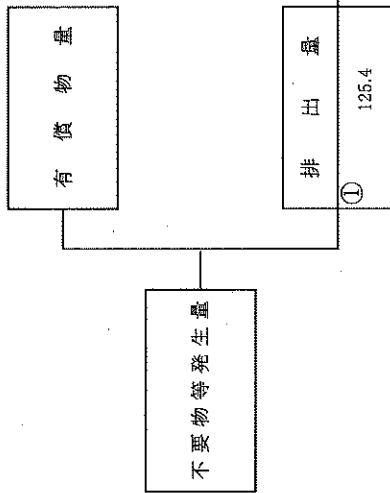 不要物等発生量
有償物量
排出量
①
125.4